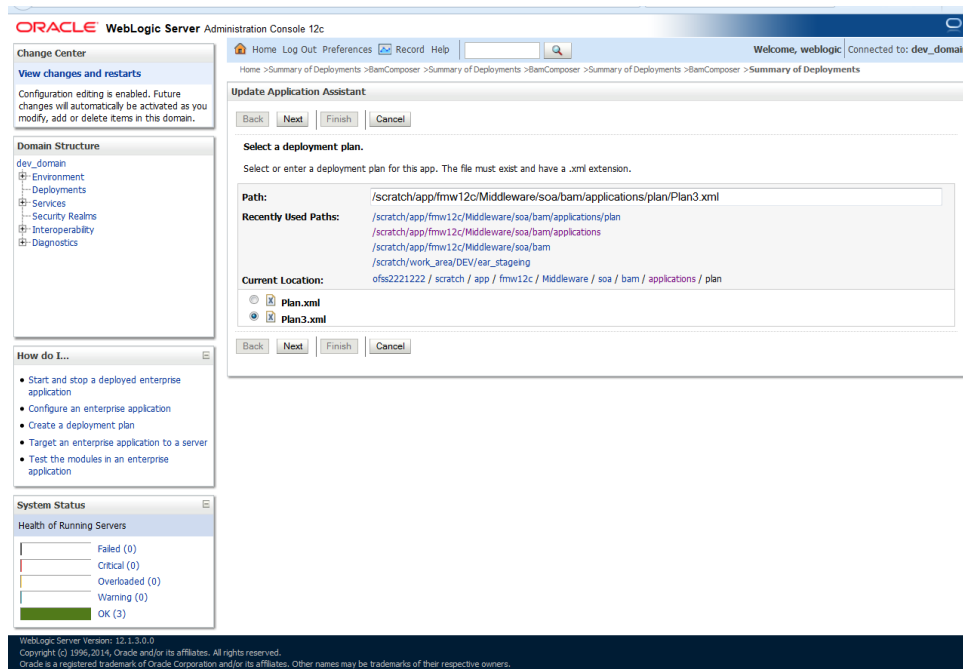 ORACLE WebLogic Server Administration Console 12c
Change Center
View changes and restarts
Configuration editing is enabled. Future
changes will automatically be activated as you
modify, add or delete items in this domain.
Domain Structure
dev_domain
Environment
Deployments
Services
Security Realms
Interoperability
Diagnostics
How do I...
Start and stop a deployed enterprise
application
Configure an enterprise application
Create a deployment plan
Target an enterprise application to a server
Test the modules in an enterprise
application
System Status
Health of Running Servers
Failed (0)
Critical (0)
Overloaded (0)
Warning (0)
OK (3)
Home Log Out Preferences Record Help
Welcome, weblogic Connected to: dev_domain
Home >Summary of Deployments >BamComposer >Summary of Deployments >BamComposer >Summary of Deployments >BamComposer >Summary of Deployments
Update Application Assistant
Back Next Finish Cancel
Select a deployment plan.
Select or enter a deployment plan for this app. The file must exist and have a .xml extension.
Path: /scratch/app/fmw12c/Middleware/soa/bam/applications/plan/Plan3.xml
Recently Used Paths: /scratch/app/fmw12c/Middleware/soa/bam/applications/plan
/scratch/app/fmw12c/Middleware/soa/bam/applications
/scratch/app/fmw12c/Middleware/soa/bam
/scratch/work_area/DEV/ear_stageing
Current Location: ofss2221222 / scratch / app / fmw12c / Middleware / soa / bam / applications / plan
Plan.xml
Plan3.xml
Back Next Finish Cancel
WebLogic Server Version: 12.1.3.0.0
Copyright (c) 1996,2014, Oracle and/or its affiliates. All rights reserved.
Oracle is a registered trademark of Oracle Corporation and/or its affiliates. Other names may be trademarks of their respective owners.